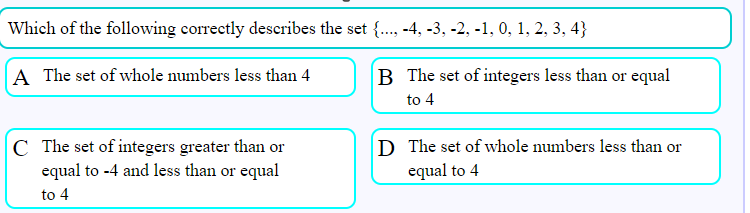 Which of the following correctly describes the set {..., -4, -3, -2, -1, 0, 1, 2, 3, 4}
A The set of whole numbers less than 4
B The set of integers less than or equal
to 4
C The set of integers greater than or
equal to -4 and less than or equal
to 4
D The set of whole numbers less than or
equal to 4